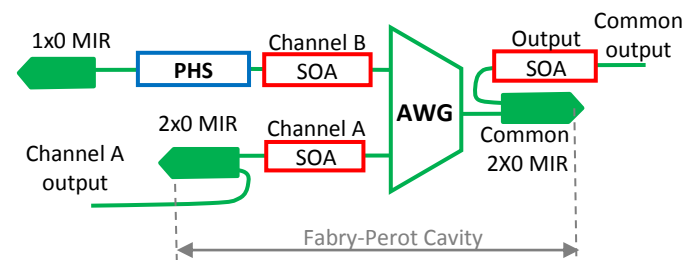 Common
output
1x0 MIR
Channel B
Output
PHS
SOA
SOA
AWG
2x0 MIR
Channel A
Common
2X0 MIR
SOA
Channel A
output
Fabry-Perot Cavity